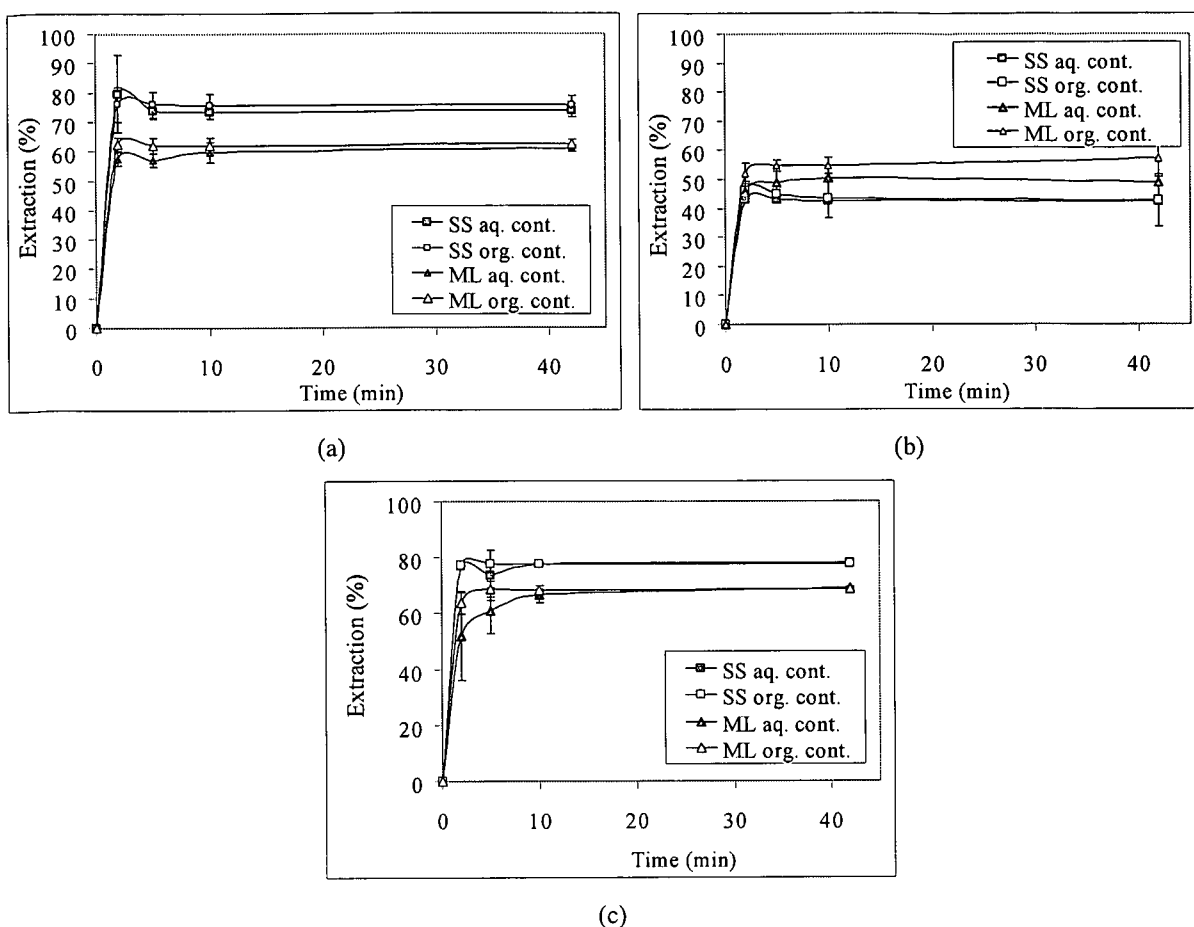 100
90
80
70
60
50
40
30
20
10
0
Extraction (%)
SS aq. cont.
SS org. cont.
ML aq. cont.
ML org. cont.
0 10 20 30 40
Time (min)
(a)
100
90
80
70
60
50
40
30
20
10
0
Extraction (%)
SS aq. cont.
SS org. cont.
ML aq. cont.
ML org. cont.
0 10 20 30 40
Time (min)
(b)
100
80
60
40
20
0
Extraction (%)
SS aq. cont.
SS org. cont.
ML aq. cont.
ML org. cont.
0 10 20 30 40
Time (min)
(c)